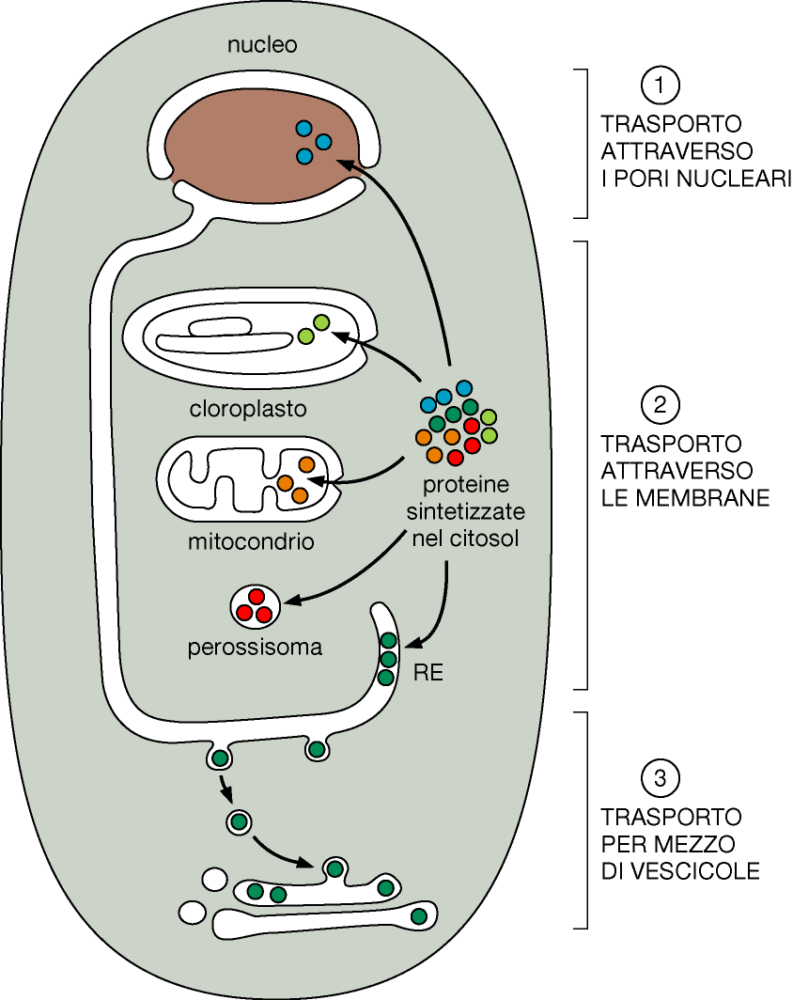 nucleo
1
TRASPORTO
ATTRAVERSO
I PORI NUCLEARI
cloroplasto
2
TRASPORTO
ATTRAVERSO
LE MEMBRANE
proteine
sintetizzate
nel citosol
mitocondrio
perossisoma
RE
3
TRASPORTO
PER MEZZO
DI VESCICOLE